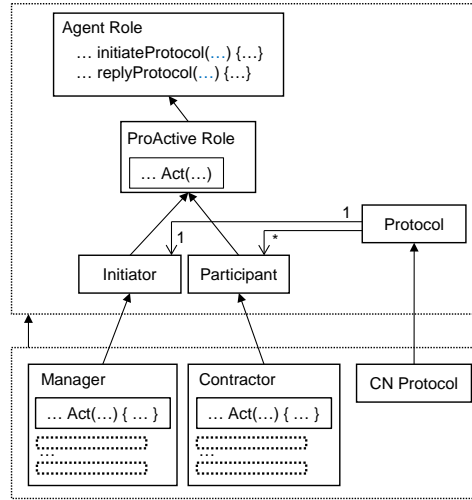 Agent Role
… initiateProtocol(…) {…}
… replyProtocol(…) {…}
ProActive Role
… Act(…)
1
Protocol
1
*
Initiator
Participant
Manager
Contractor
CN Protocol
… Act(…) { … }
… Act(…) { … }
…
…